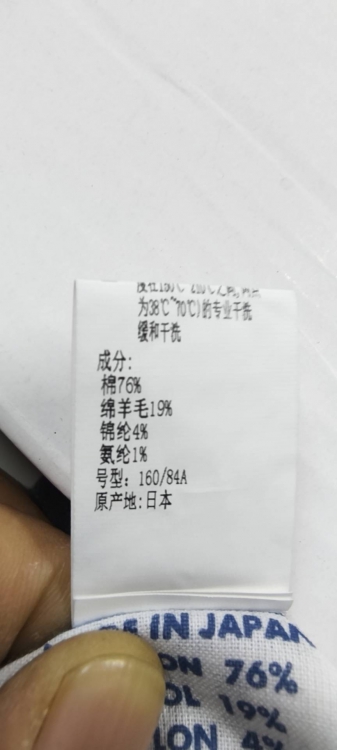 为38℃~70℃)的专业干洗
缓和干洗
成分:
棉76%
绵羊毛19%
锦纶4%
氨纶1%
号型: 160/84A
原产地:日本
IN JAPAN
76%
19%
4%